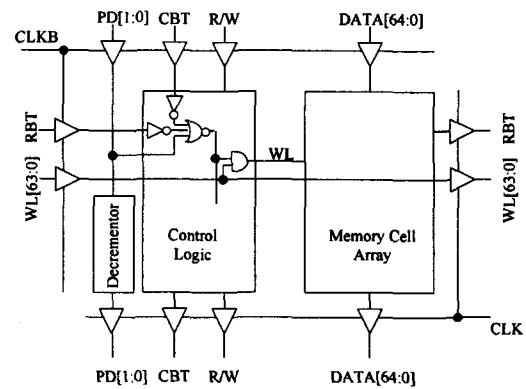 PD[1:0] CBT R/W DATA[64:0]
CLKB
RBT RBT
WL
WL[63:0] WL[63:0]
Decrementor
Control
Logic
Memory Cell
Array
CLK
PD[1:0] CBT R/W DATA[64:0]